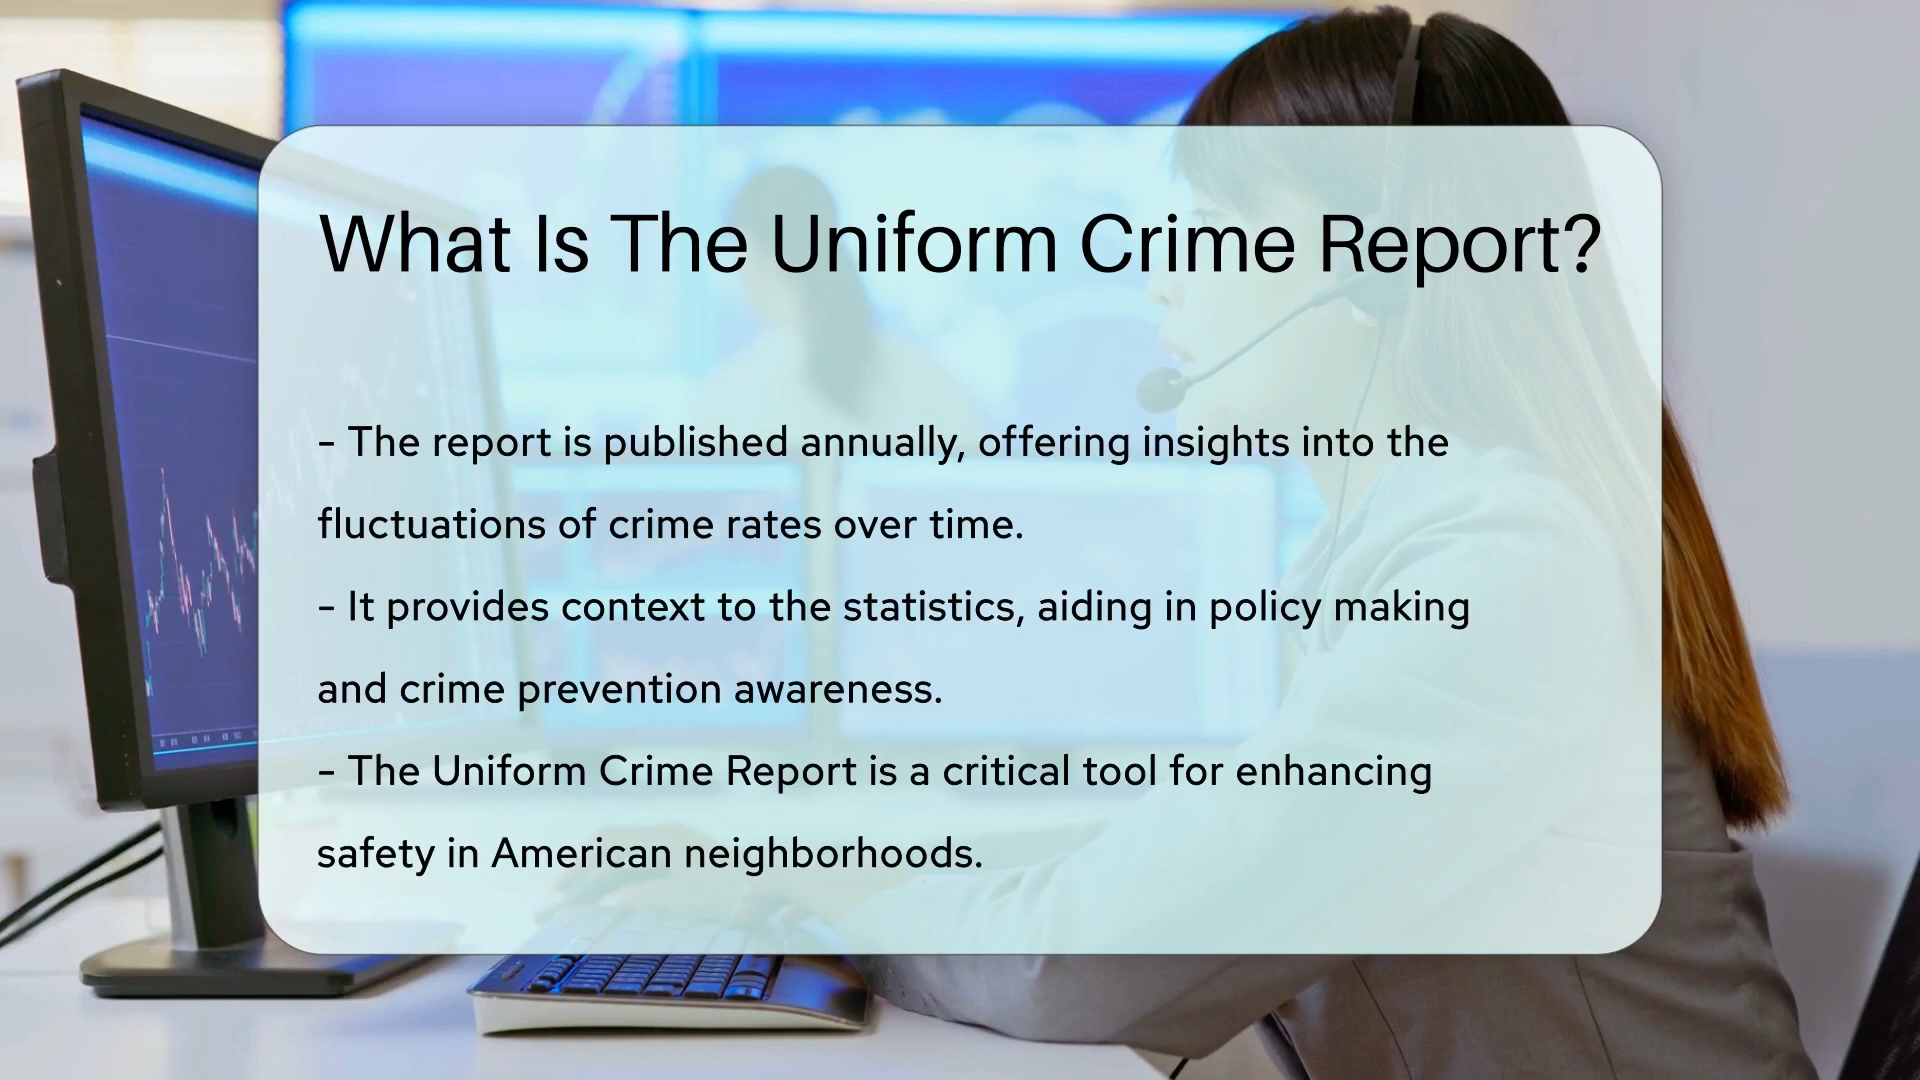 What Is The Uniform Crime Report?
- The report is published annually, offering insights into the
fluctuations of crime rates over time.
- It provides context to the statistics, aiding in policy making
and crime prevention awareness.
- The Uniform Crime Report is a critical tool for enhancing
safety in American neighborhoods.